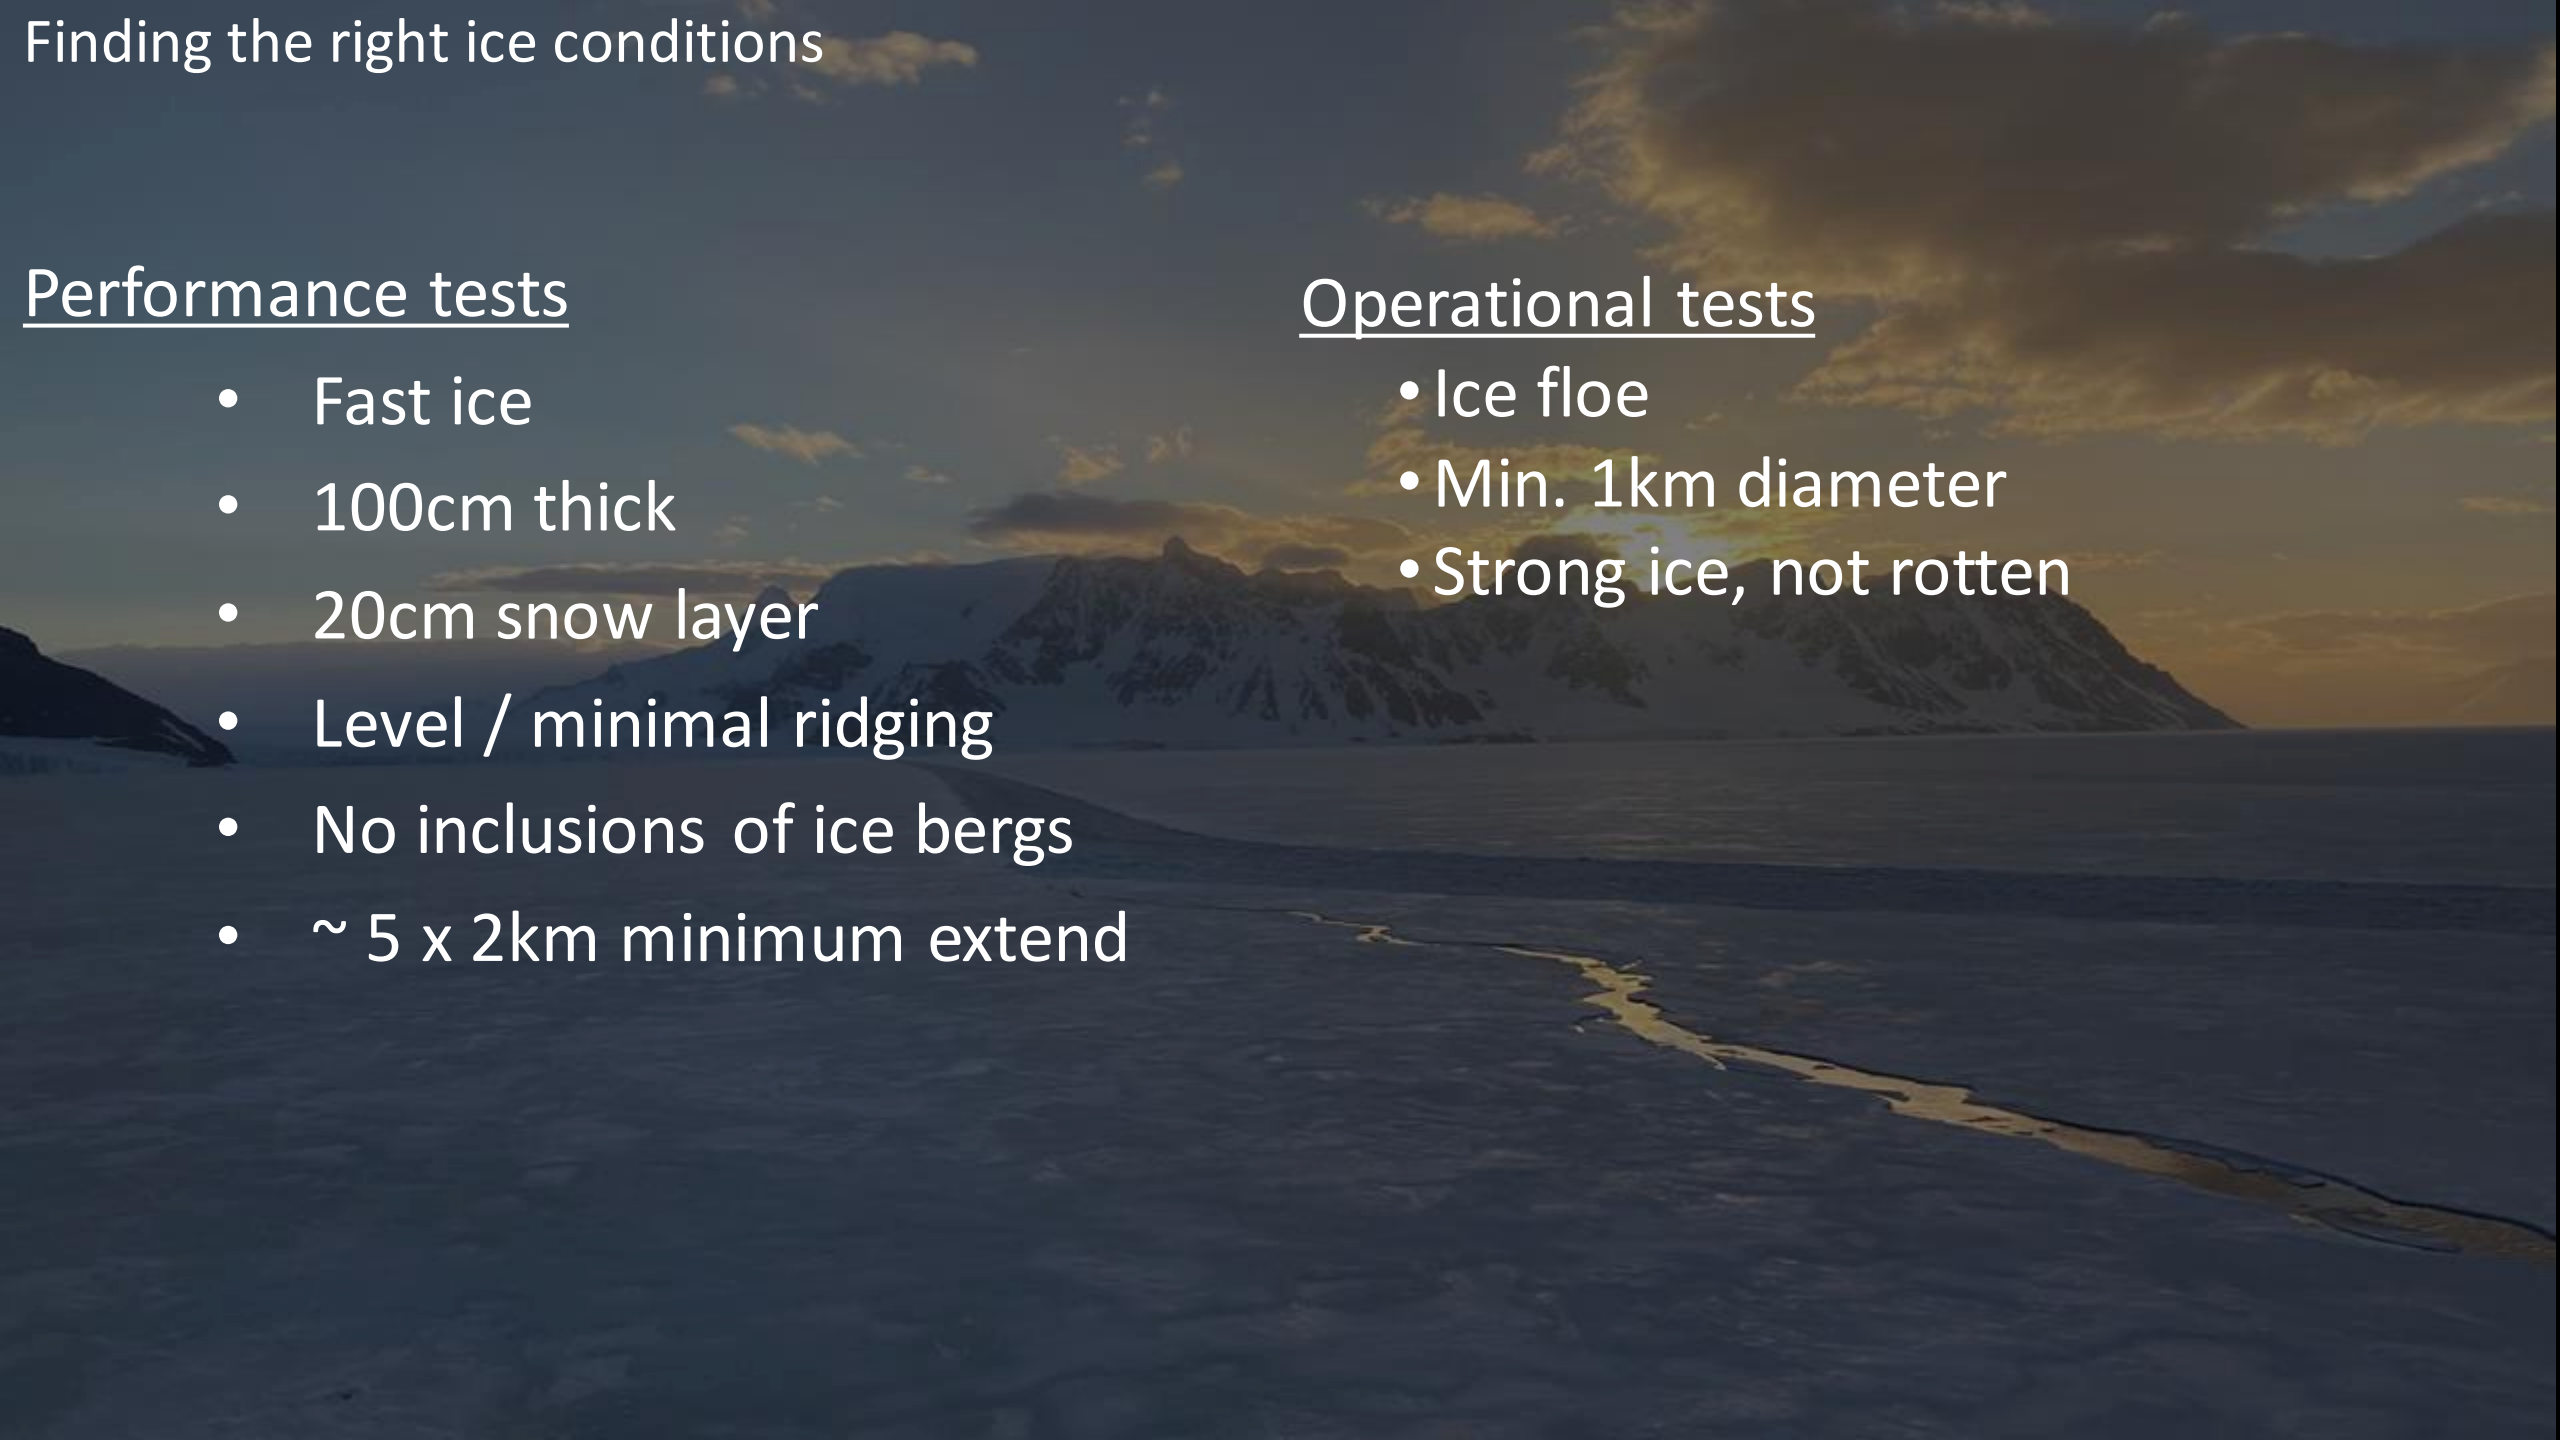 Finding the right ice conditions
Performance tests
• Fast ice
• 100cm thick
• 20cm snow layer
• Level / minimal ridging
• No inclusions of ice bergs
• ~ 5 x 2km minimum extend
Operational tests
• Ice floe
• Min. 1km diameter
• Strong ice, not rotten